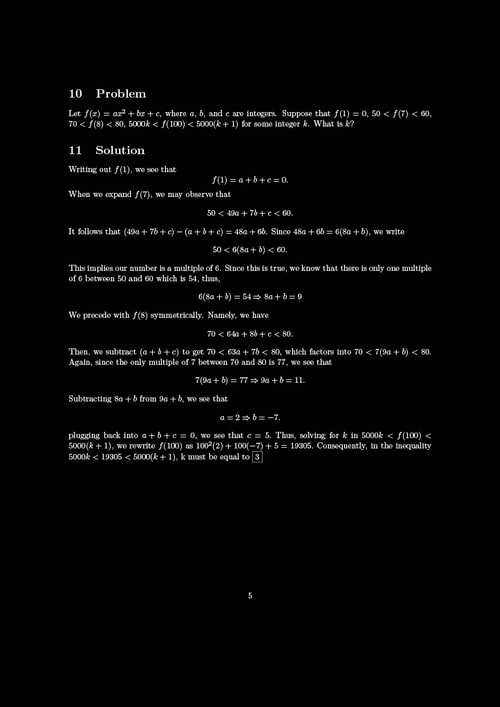 10 Problem
Let f(x) = ax² + bx + c, where a, b, and c are integers. Suppose that f(1) = 0, 50 < f(7) < 60,
70 < f(8) < 80, 5000k < f(100) < 5000(k + 1) for some integer k. What is k?
11 Solution
Writing out f(1), we see that
f(1) = a + b + c = 0.
When we expand f(7), we may observe that
50 < 49a + 7b + c < 60.
It follows that (49a + 7b + c) − (a + b + c) = 48a + 6b. Since 48a + 6b = 6(8a + b), we write
50 < 6(8a + b) < 60.
This implies our number is a multiple of 6. Since this is true, we know that there is only one multiple
of 6 between 50 and 60 which is 54, thus,
6(8a + b) = 54 ⇒ 8a + b = 9
We precede with f(8) symmetrically. Namely, we have
70 < 64a + 8b + c < 80.
Then, we subtract (a + b + c) to get 70 < 63a + 7b < 80, which factors into 70 < 7(9a + b) < 80.
Again, since the only multiple of 7 between 70 and 80 is 77, we see that
7(9a + b) = 77 ⇒ 9a + b = 11.
Subtracting 8a + b from 9a + b, we see that
a = 2 ⇒ b = −7.
plugging back into a + b + c = 0, we see that c = 5. Thus, solving for k in 5000k < f(100) <
5000(k + 1), we rewrite f(100) as 100²(2) + 100(−7) + 5 = 19305. Consequently, in the inequality
5000k < 19305 < 5000(k + 1), k must be equal to 3
5